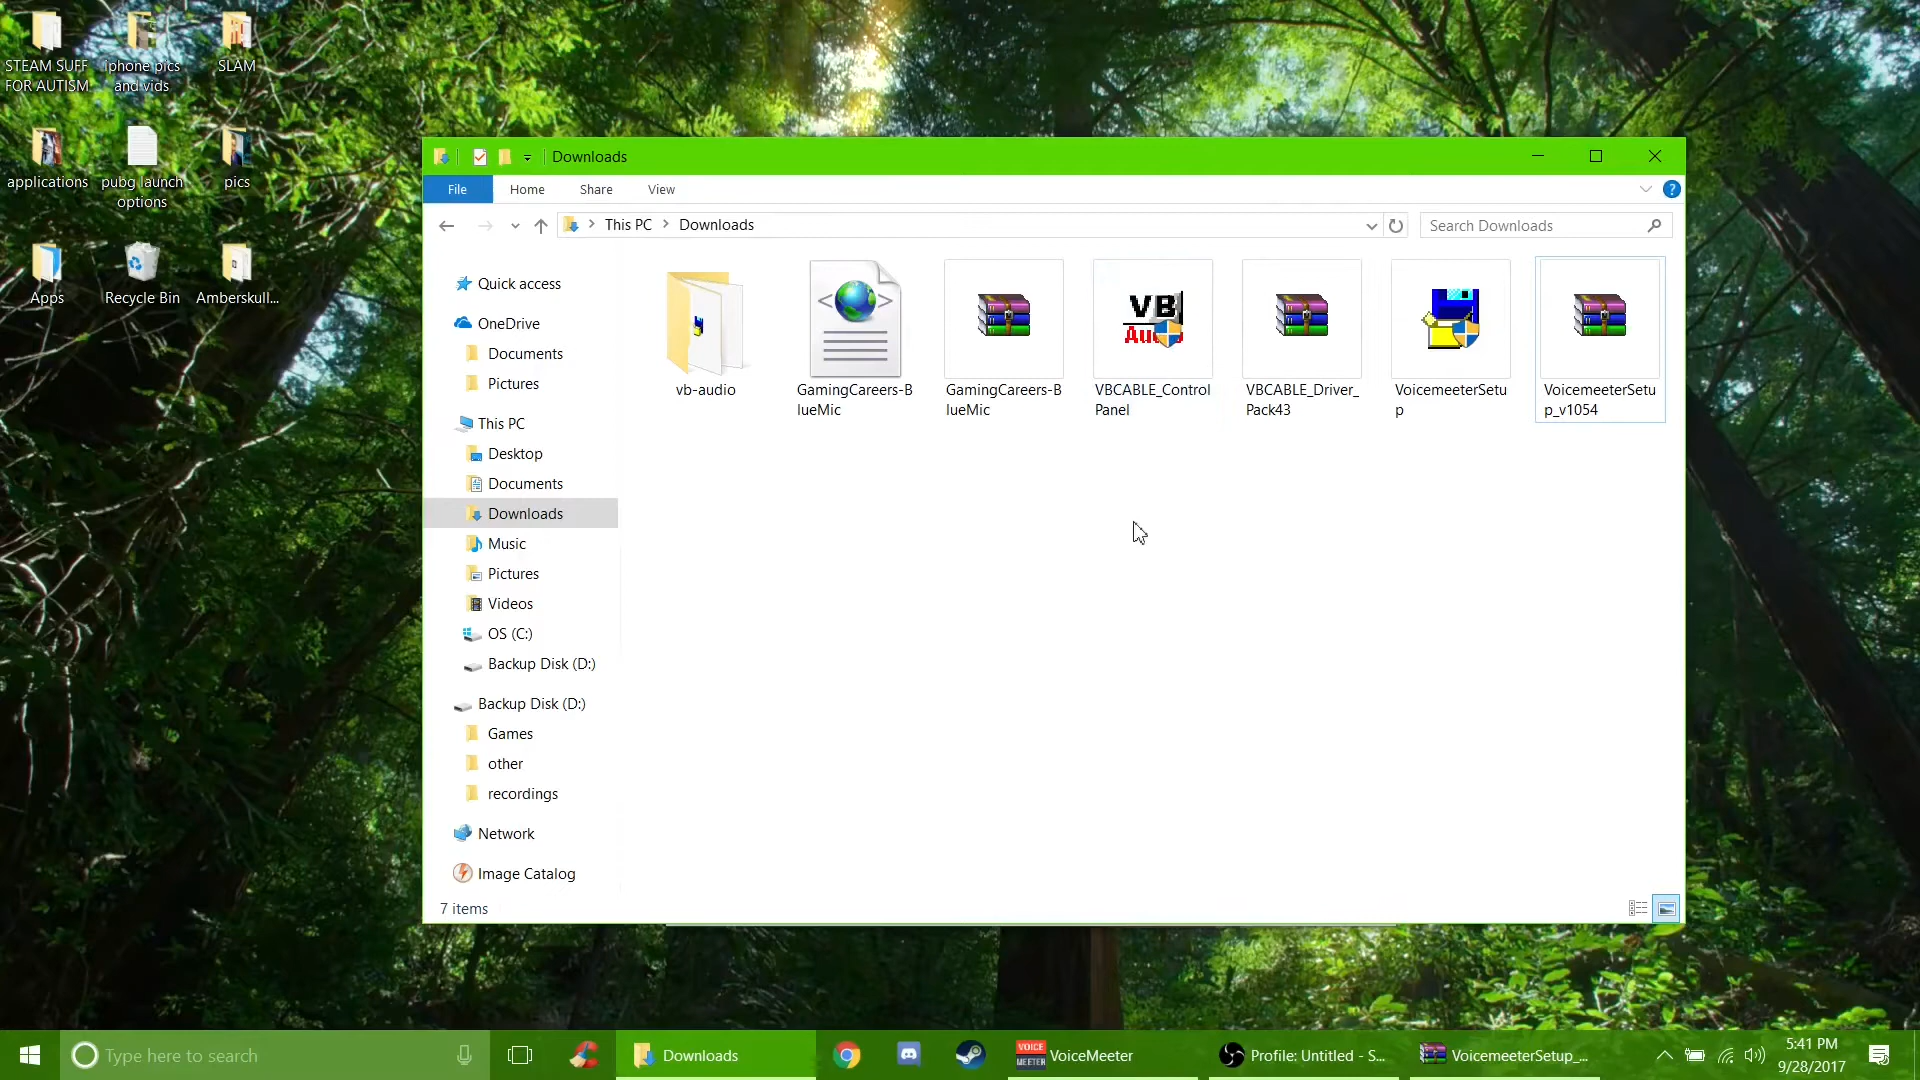 STEAM SUFF
FOR AUTISM
iphone pics
and vids
SLAM
applications
pubg launch
options
pics
Apps
Recycle Bin
Amberskull...
Downloads
File
Home
Share
View
?
This PC
Downloads
Search Downloads
Quick access
OneDrive
Documents
Pictures
This PC
Desktop
Documents
Downloads
Music
Pictures
Videos
OS (C:)
Backup Disk (D:)
Backup Disk (D:)
Games
other
recordings
Network
Image Catalog
vb-audio
GamingCareers-B
lueMic
GamingCareers-B
lueMic
VB
Audio
VBCABLE_Control
Panel
VBCABLE_Driver_
Pack43
VoicemeeterSetu
p
VoicemeeterSetu
p_v1054
7 items
Type here to search
Downloads
VOICE
MEETER
VoiceMeeter
Profile: Untitled - S...
VoicemeeterSetup_...
5:41 PM
9/28/2017